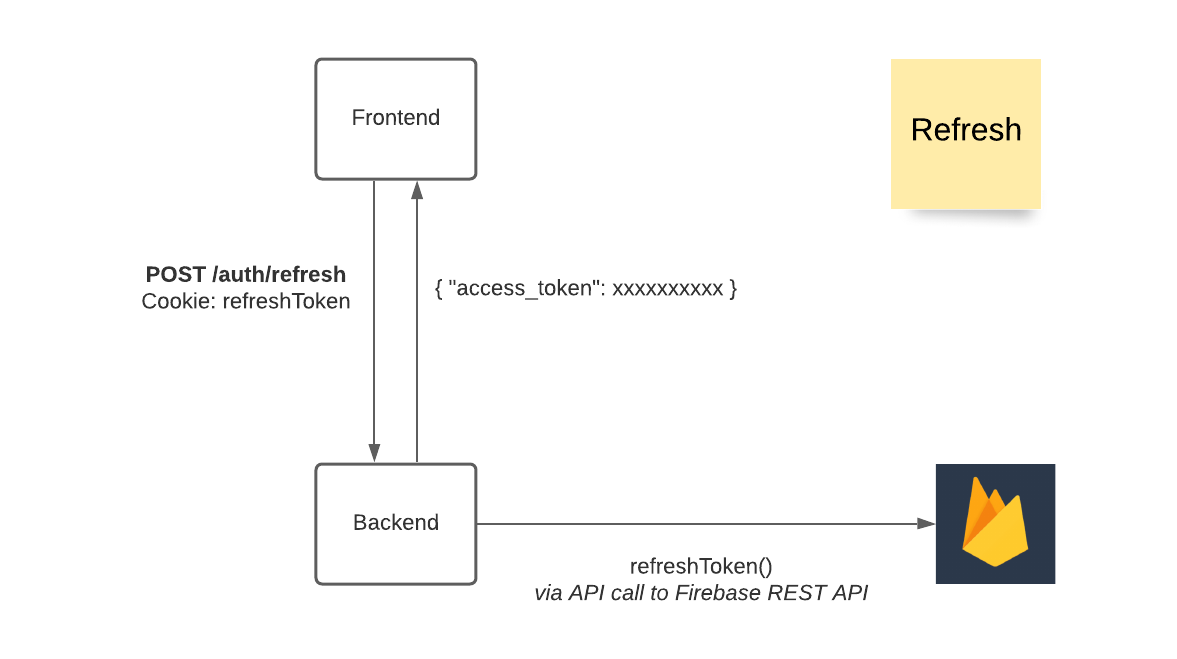 Frontend
Refresh
POST /auth/refresh
Cookie: refreshToken
{ "access_token": xxxxxxxxxx }
Backend
refreshToken()
via API call to Firebase REST API